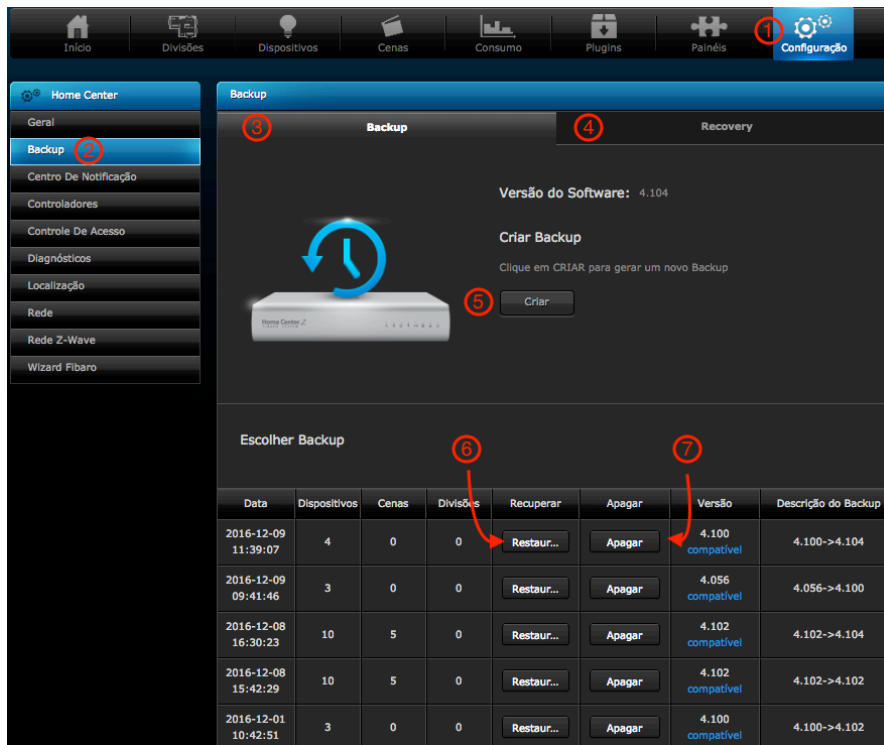 Início Divisões Dispositivos Cenas Consumo Plugins Painéis 1 Configuração
Home Center
Geral
Backup 2
Centro De Notificação
Controladores
Controle De Acesso
Diagnósticos
Localização
Rede
Rede Z-Wave
Wizard Fibaro
Backup
3 Backup 4 Recovery
Versão do Software: 4.104
Criar Backup
Clique em CRIAR para gerar um novo Backup
5 Criar
Home Center 2
Escolher Backup
6 7
Data Dispositivos Cenas Divisões Recuperar Apagar Versão Descrição do Backup
2016-12-09 11:39:07 4 0 0 Restaur... Apagar 4.100 compatível 4.100->4.104
2016-12-09 09:41:46 3 0 0 Restaur... Apagar 4.056 compatível 4.056->4.100
2016-12-08 16:30:23 10 5 0 Restaur... Apagar 4.102 compatível 4.102->4.104
2016-12-08 15:42:29 10 5 0 Restaur... Apagar 4.102 compatível 4.102->4.102
2016-12-01 10:42:51 3 0 0 Restaur... Apagar 4.100 compatível 4.100->4.102